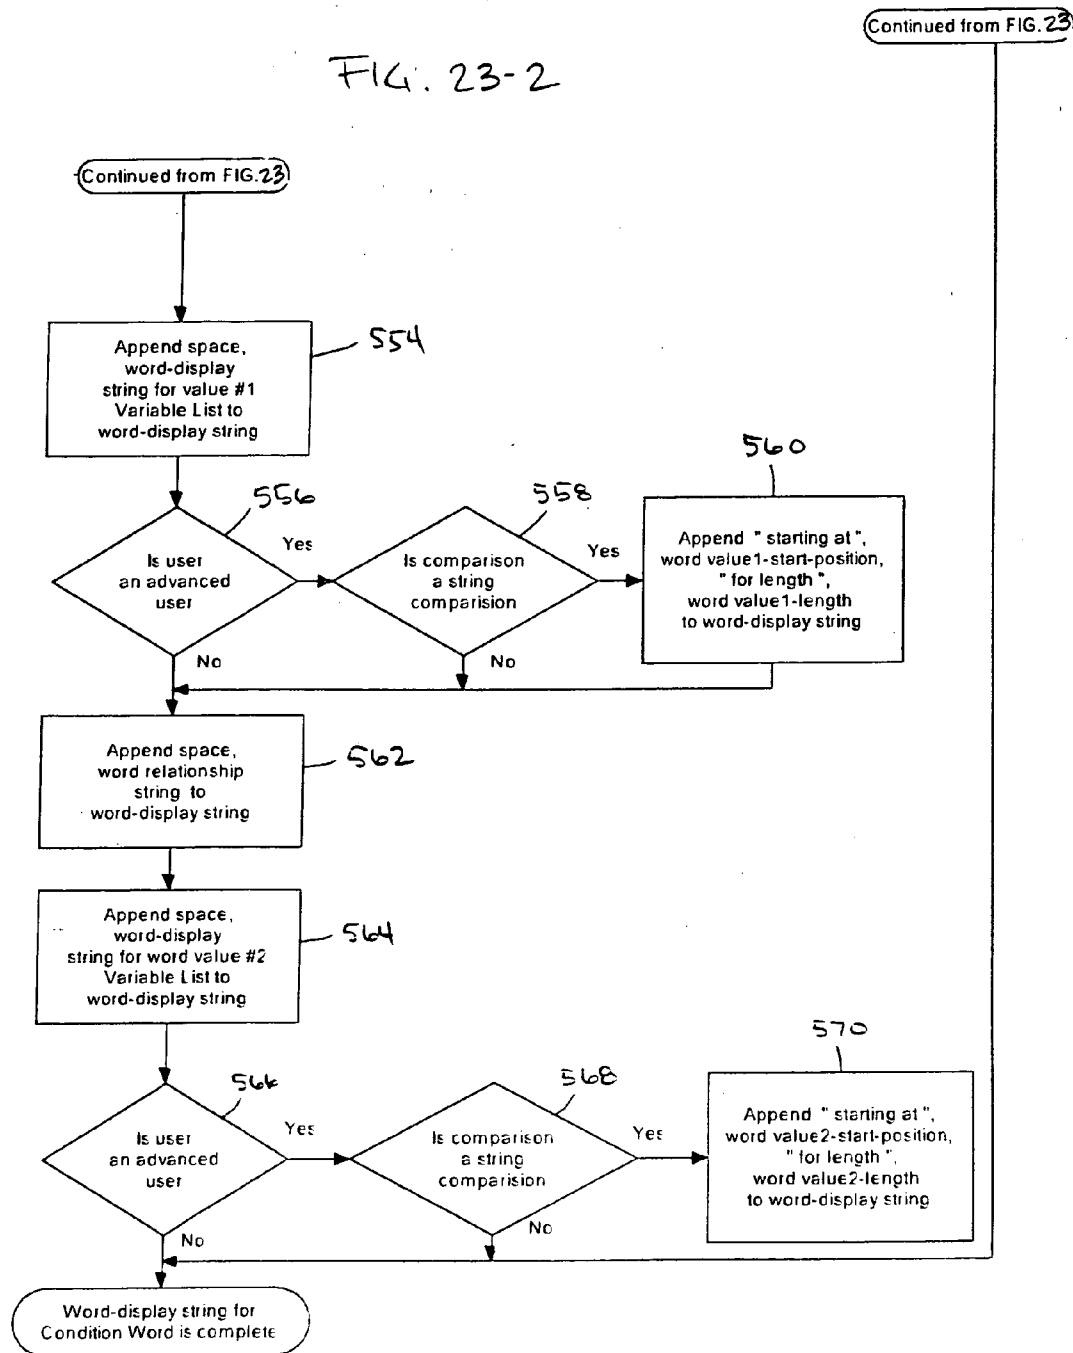 Continued from FIG.23
FIG. 23-2
Continued from FIG.23
Append space,
word-display
string for value #1
Variable List to
word-display string
554
Is user
an advanced
user
556
Yes
No
Is comparison
a string
comparision
558
Yes
No
560
Append " starting at ",
word value1-start-position,
" for length ",
word value1-length
to word-display string
Append space,
word relationship
string to
word-display string
562
Append space,
word-display
string for word value #2
Variable List to
word-display string
564
Is user
an advanced
user
566
Yes
No
Is comparison
a string
comparision
568
Yes
No
570
Append " starting at ",
word value2-start-position,
" for length ",
word value2-length
to word-display string
Word-display string for
Condition Word is complete